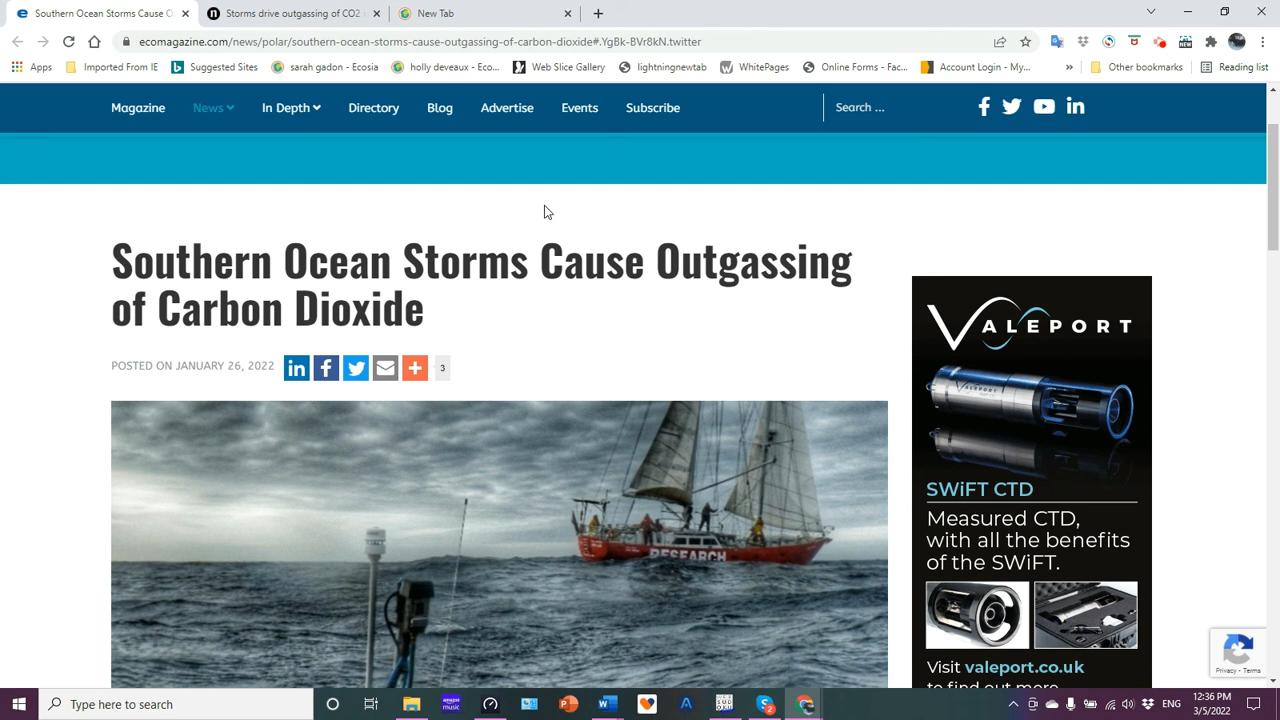 Southern Ocean Storms Cause O
Storms drive outgassing of CO2 i
New Tab
ecomagazine.com/news/polar/southern-ocean-storms-cause-outgassing-of-carbon-dioxide#.YgBk-BVr8kN.twitter
Apps
Imported From IE
Suggested Sites
sarah gadon - Ecosia
holly deveaux - Eco...
Web Slice Gallery
lightningnewtab
WhitePages
Online Forms - Fac...
Account Login - My...
»
Other bookmarks
Reading list
Magazine
News
In Depth
Directory
Blog
Advertise
Events
Subscribe
Search ...
Southern Ocean Storms Cause Outgassing
of Carbon Dioxide
POSTED ON JANUARY 26, 2022
3
RESEARCH
VALEPORT
SWiFT CTD
Measured CTD,
with all the benefits
of the SWiFT.
Visit valeport.co.uk
to find out more
Privacy - Terms
Type here to search
ENG
12:36 PM
3/5/2022